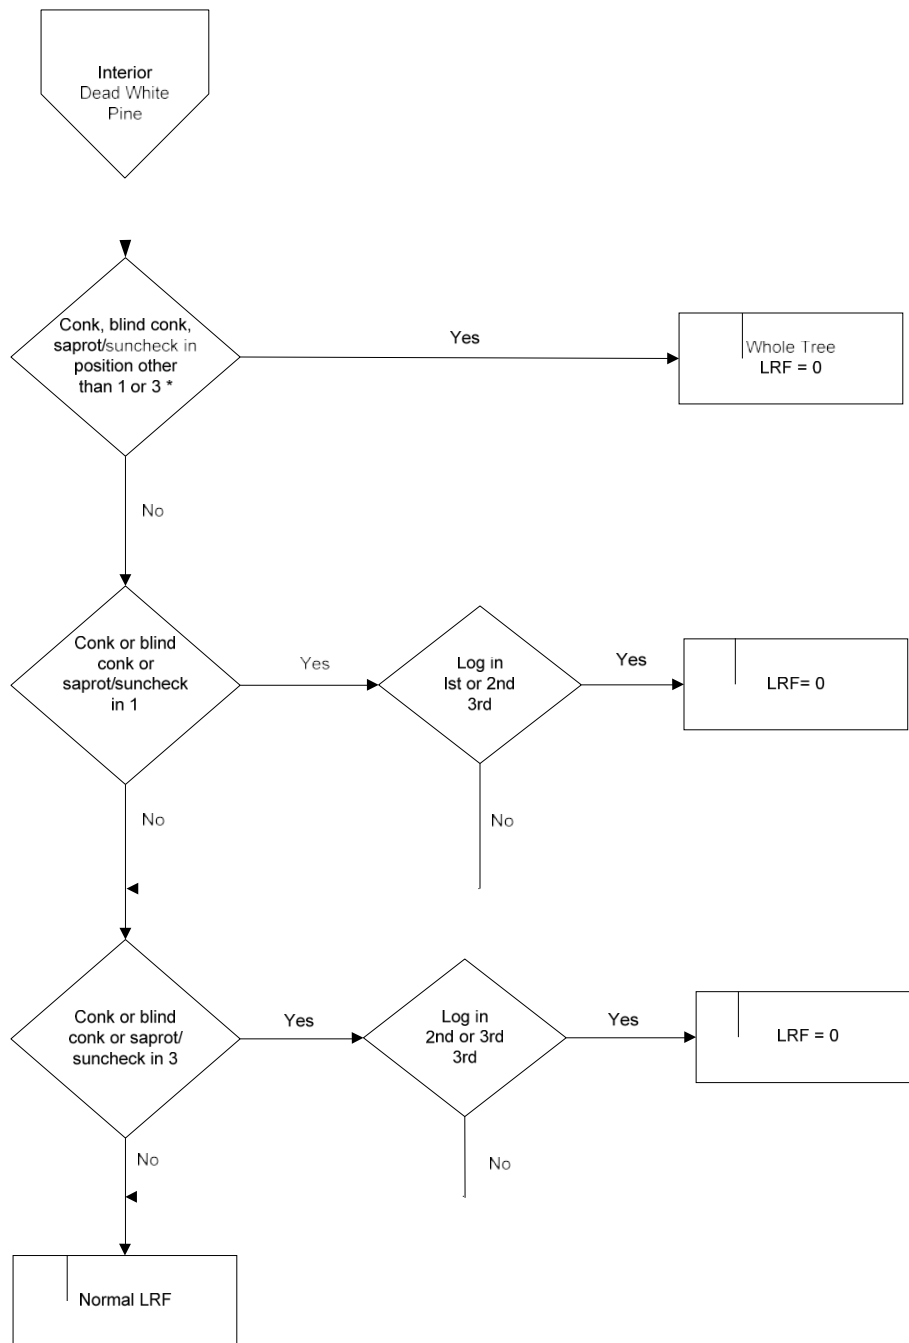 Interior
Dead White
Pine
Conk, blind conk,
saprot/suncheck in
position other
than 1 or 3 *
Yes
Whole Tree
LRF = 0
No
Conk or blind
conk or
saprot/suncheck
in 1
Yes
Log in
Ist or 2nd
3rd
Yes
LRF= 0
No
No
Conk or blind
conk or saprot/
suncheck in 3
Yes
Log in
2nd or 3rd
3rd
Yes
LRF = 0
No
No
Normal LRF